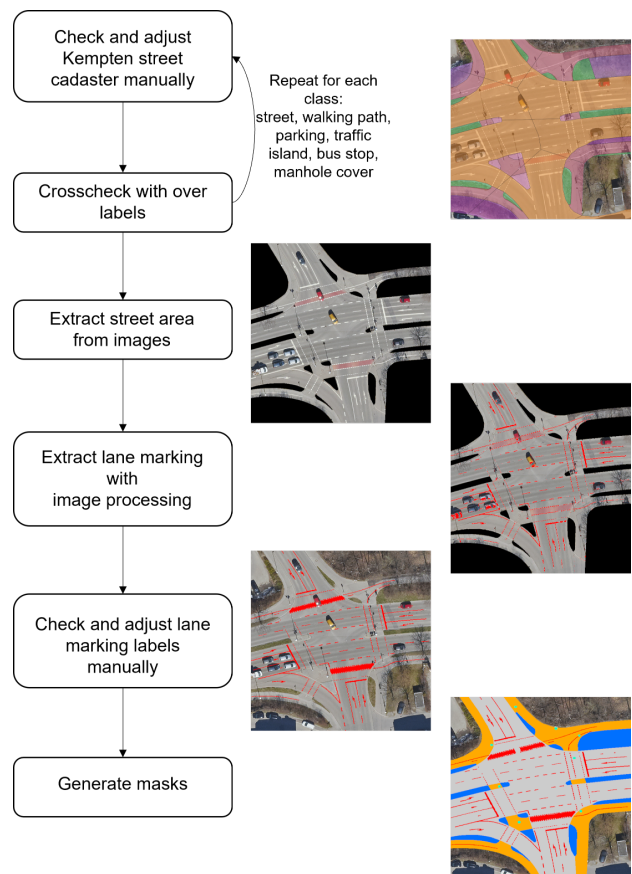 Check and adjust
Kempten street
cadaster manually
Repeat for each
class:
street, walking path,
parking, traffic
island, bus stop,
manhole cover
Crosscheck with over
labels
Extract street area
from images
Extract lane marking
with
image processing
Check and adjust lane
marking labels
manually
Generate masks